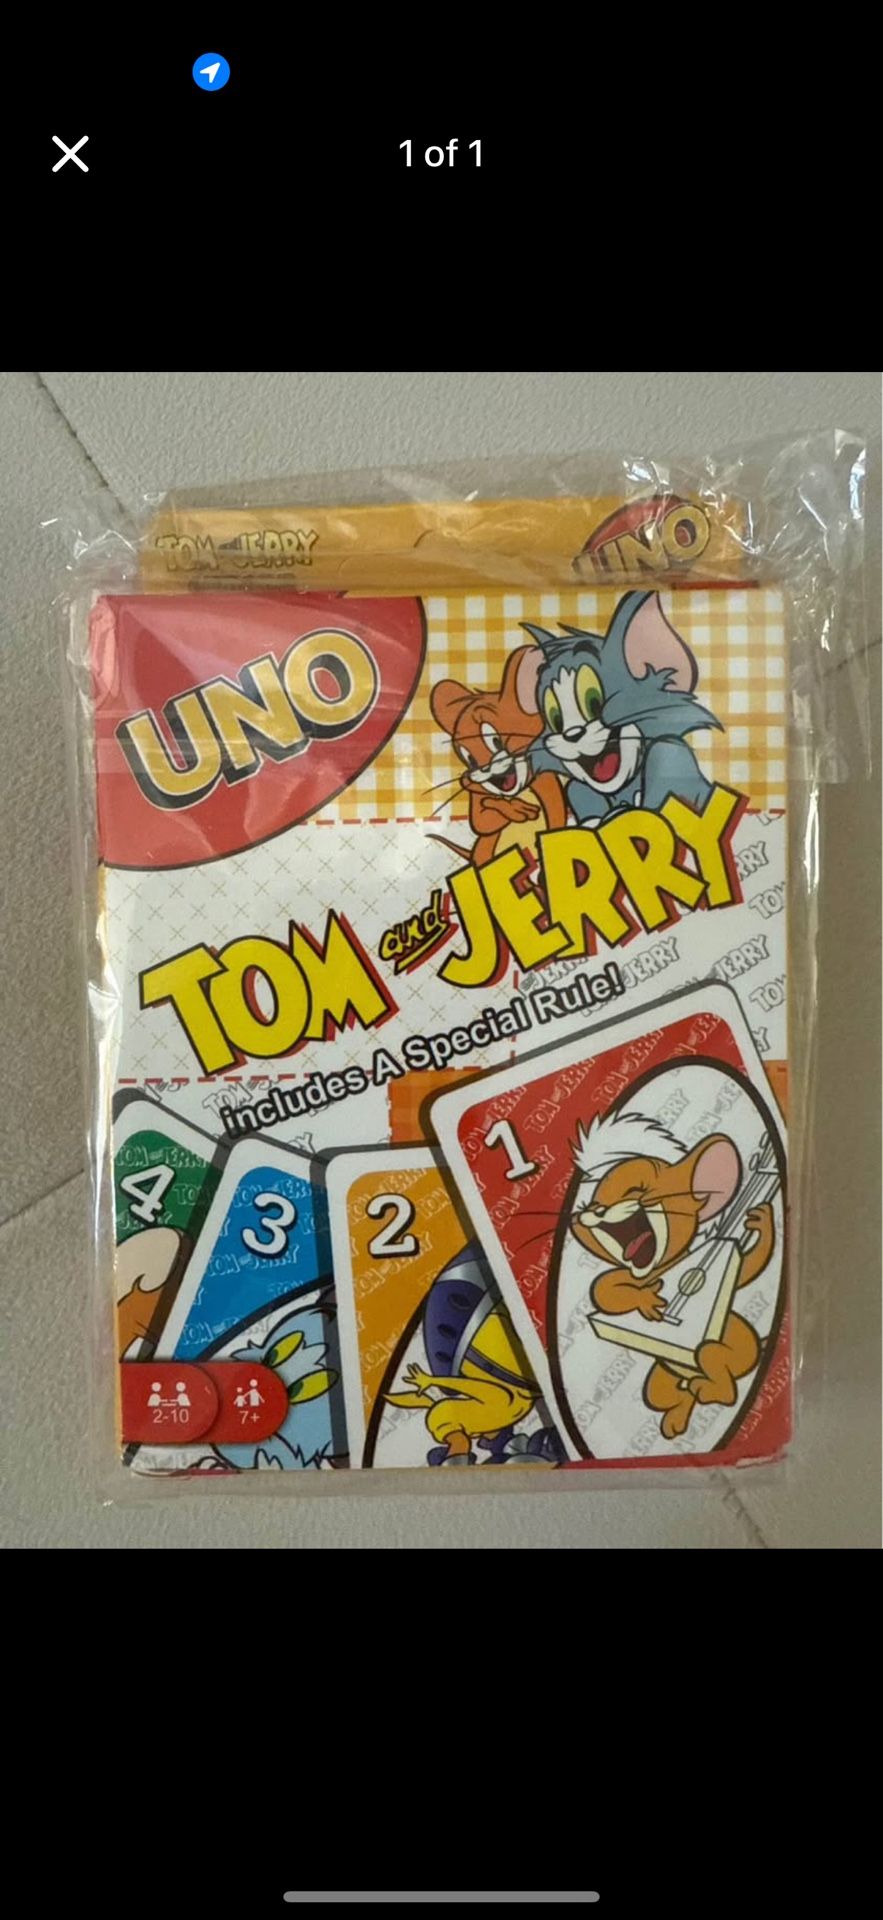 1 of 1
TOM and JERRY
UNO
UNO
TOM and JERRY
includes A Special Rule!
4
3
2
1
2-10
7+